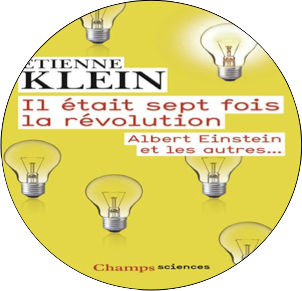 ETIENNE
KLEIN
Il était sept fois
la révolution
Albert Einstein
et les autres...
Champs sciences